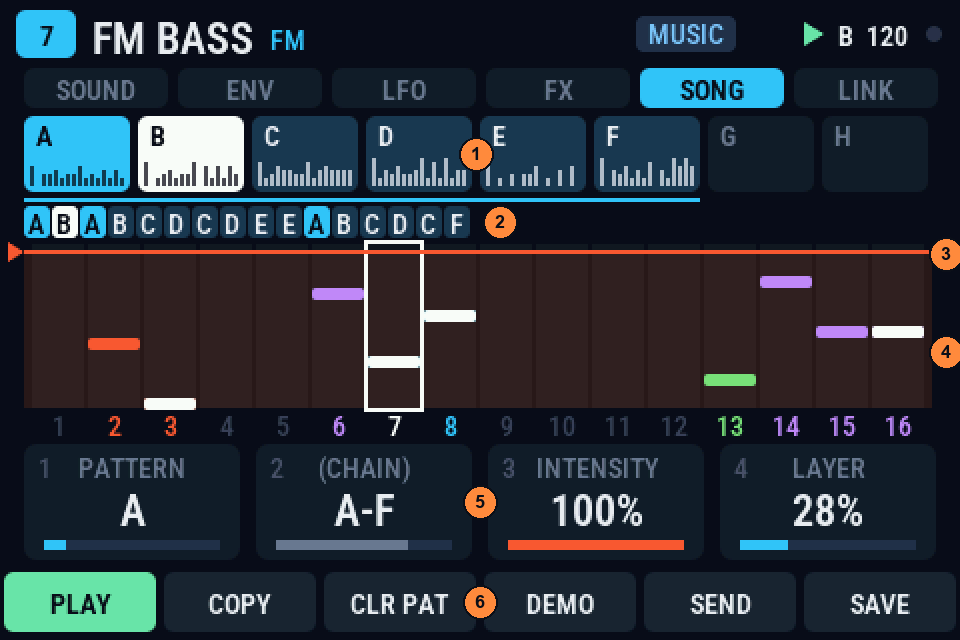 7 FM BASS FM MUSIC B 120
SOUND ENV LFO FX SONG LINK
A B C D 1 E F G H
A B A B C D C D E E A B C D C F 2
3
4
1 2 3 4 5 6 7 8 9 10 11 12 13 14 15 16
1 PATTERN 2 (CHAIN) 3 INTENSITY 4 LAYER
A A-F 5 100% 28%
PLAY COPY CLR PAT 6 DEMO SEND SAVE